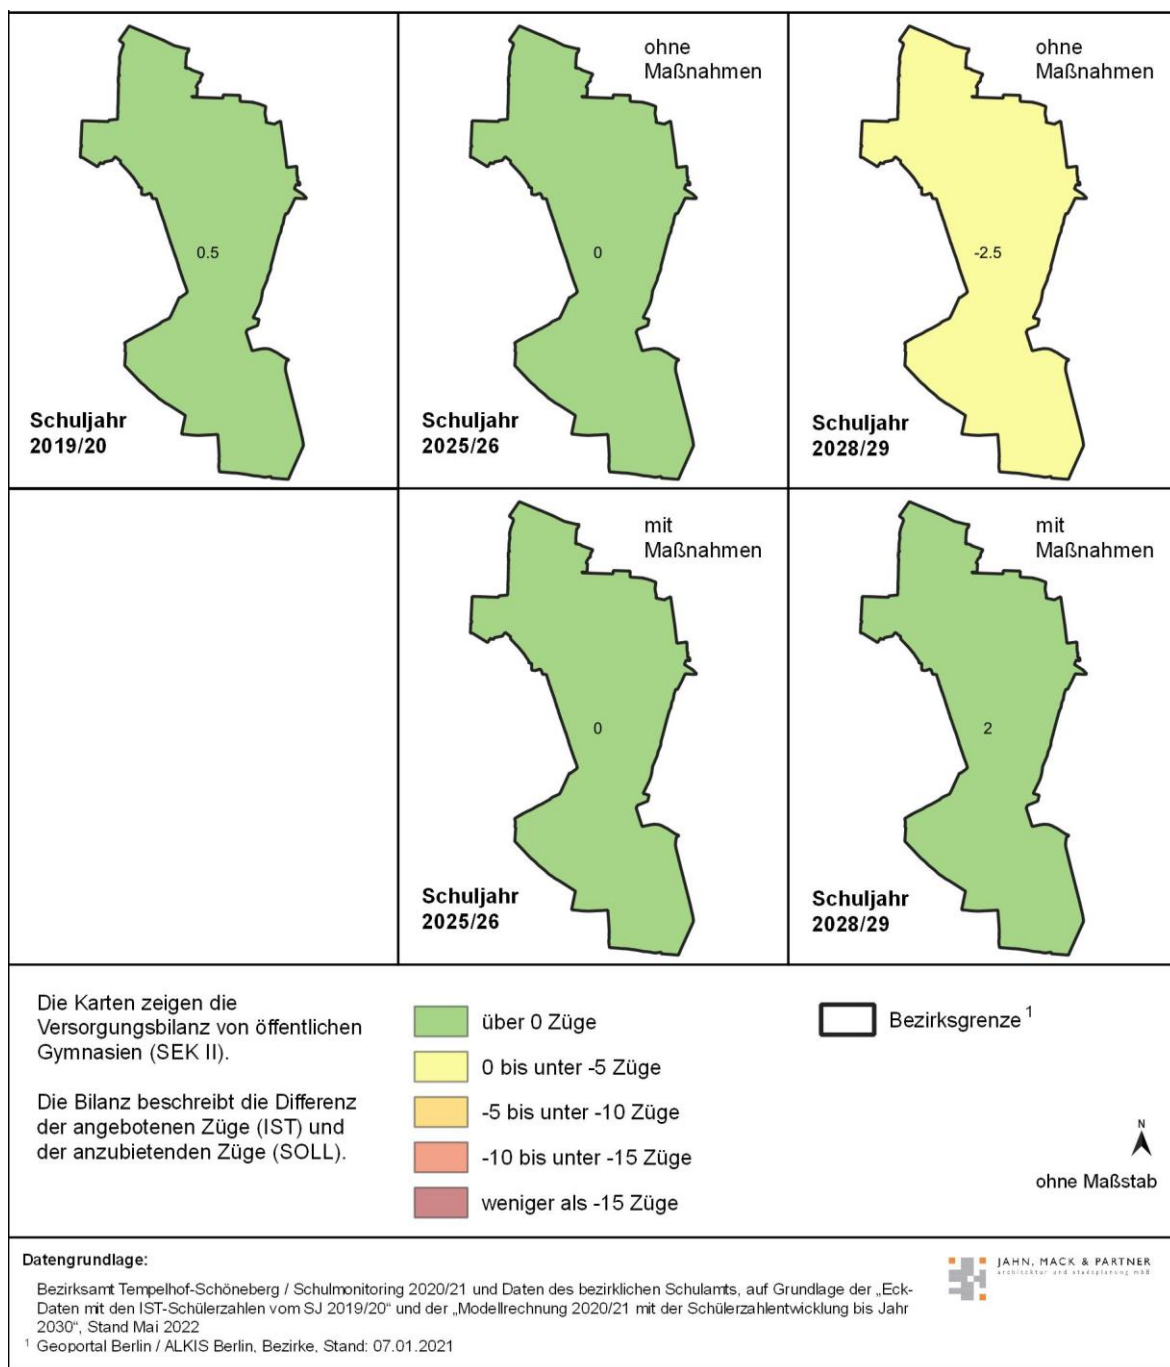 0.5
Schuljahr
2019/20
ohne
Maßnahmen
0
Schuljahr
2025/26
ohne
Maßnahmen
-2.5
Schuljahr
2028/29
mit
Maßnahmen
0
Schuljahr
2025/26
mit
Maßnahmen
2
Schuljahr
2028/29
Die Karten zeigen die
Versorgungsbilanz von öffentlichen
Gymnasien (SEK II).
Die Bilanz beschreibt die Differenz
der angebotenen Züge (IST) und
der anzubietenden Züge (SOLL).
über 0 Züge
0 bis unter -5 Züge
-5 bis unter -10 Züge
-10 bis unter -15 Züge
weniger als -15 Züge
Bezirksgrenze 1
N
ohne Maßstab
Datengrundlage:
Bezirksamt Tempelhof-Schöneberg / Schulmonitoring 2020/21 und Daten des bezirklichen Schulamts, auf Grundlage der „Eck-
Daten mit den IST-Schülerzahlen vom SJ 2019/20“ und der „Modellrechnung 2020/21 mit der Schülerzahlentwicklung bis Jahr
2030“, Stand Mai 2022
1 Geoportal Berlin / ALKIS Berlin, Bezirke, Stand: 07.01.2021
JAHN, MACK & PARTNER
architektur und stadtplanung mbB